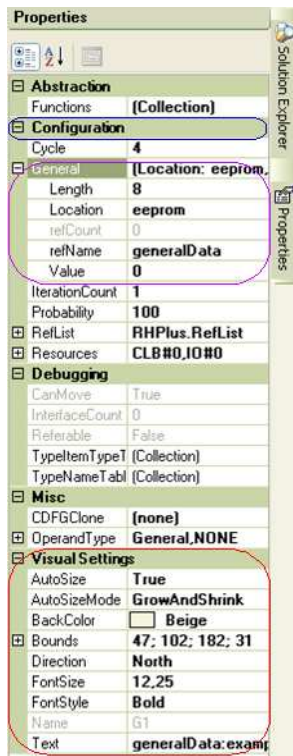 Properties
Abstraction
Functions (Collection)
Configuration
Cycle 4
General (Location: eeprom,
Length 8
Location eeprom
refCount 0
refName generalData
Value 0
IterationCount 1
Probability 100
RefList RHPlus.RefList
Resources CLB#0,IO#0
Debugging
CanMove True
InterfaceCount 0
Referable False
TypeItemTypeT (Collection)
TypeNameTabl (Collection)
Misc
CDFGClone (none)
OperandType General,NONE
Visual Settings
AutoSize True
AutoSizeMode GrowAndShrink
BackColor Beige
Bounds 47; 102; 182; 31
Direction North
FontSize 12,25
FontStyle Bold
Name G1
Text generalData:examp
Solution Explorer
Properties